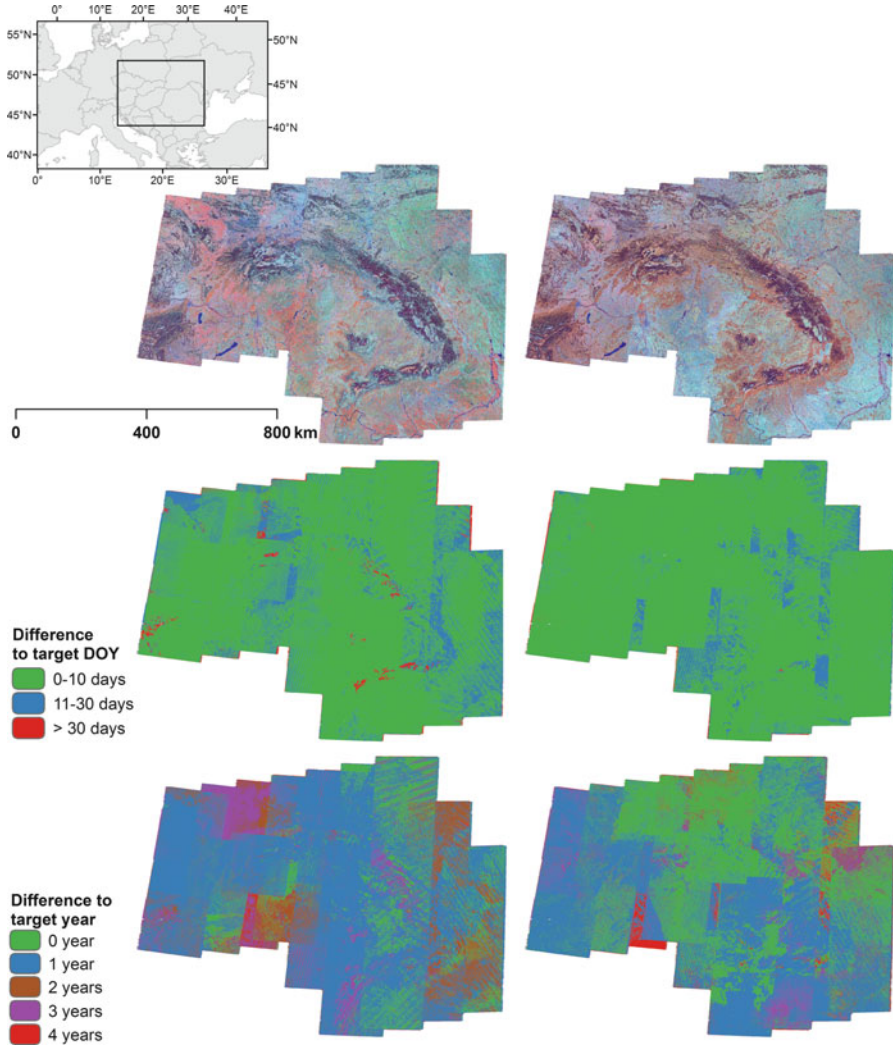 0° 10°E 20°E 30°E 40°E
55°N
50°N
50°N
45°N
45°N
40°N
40°N
0° 10°E 20°E 30°E
0 400 800 km
Difference
to target DOY
0-10 days
11-30 days
> 30 days
Difference to
target year
0 year
1 year
2 years
3 years
4 years